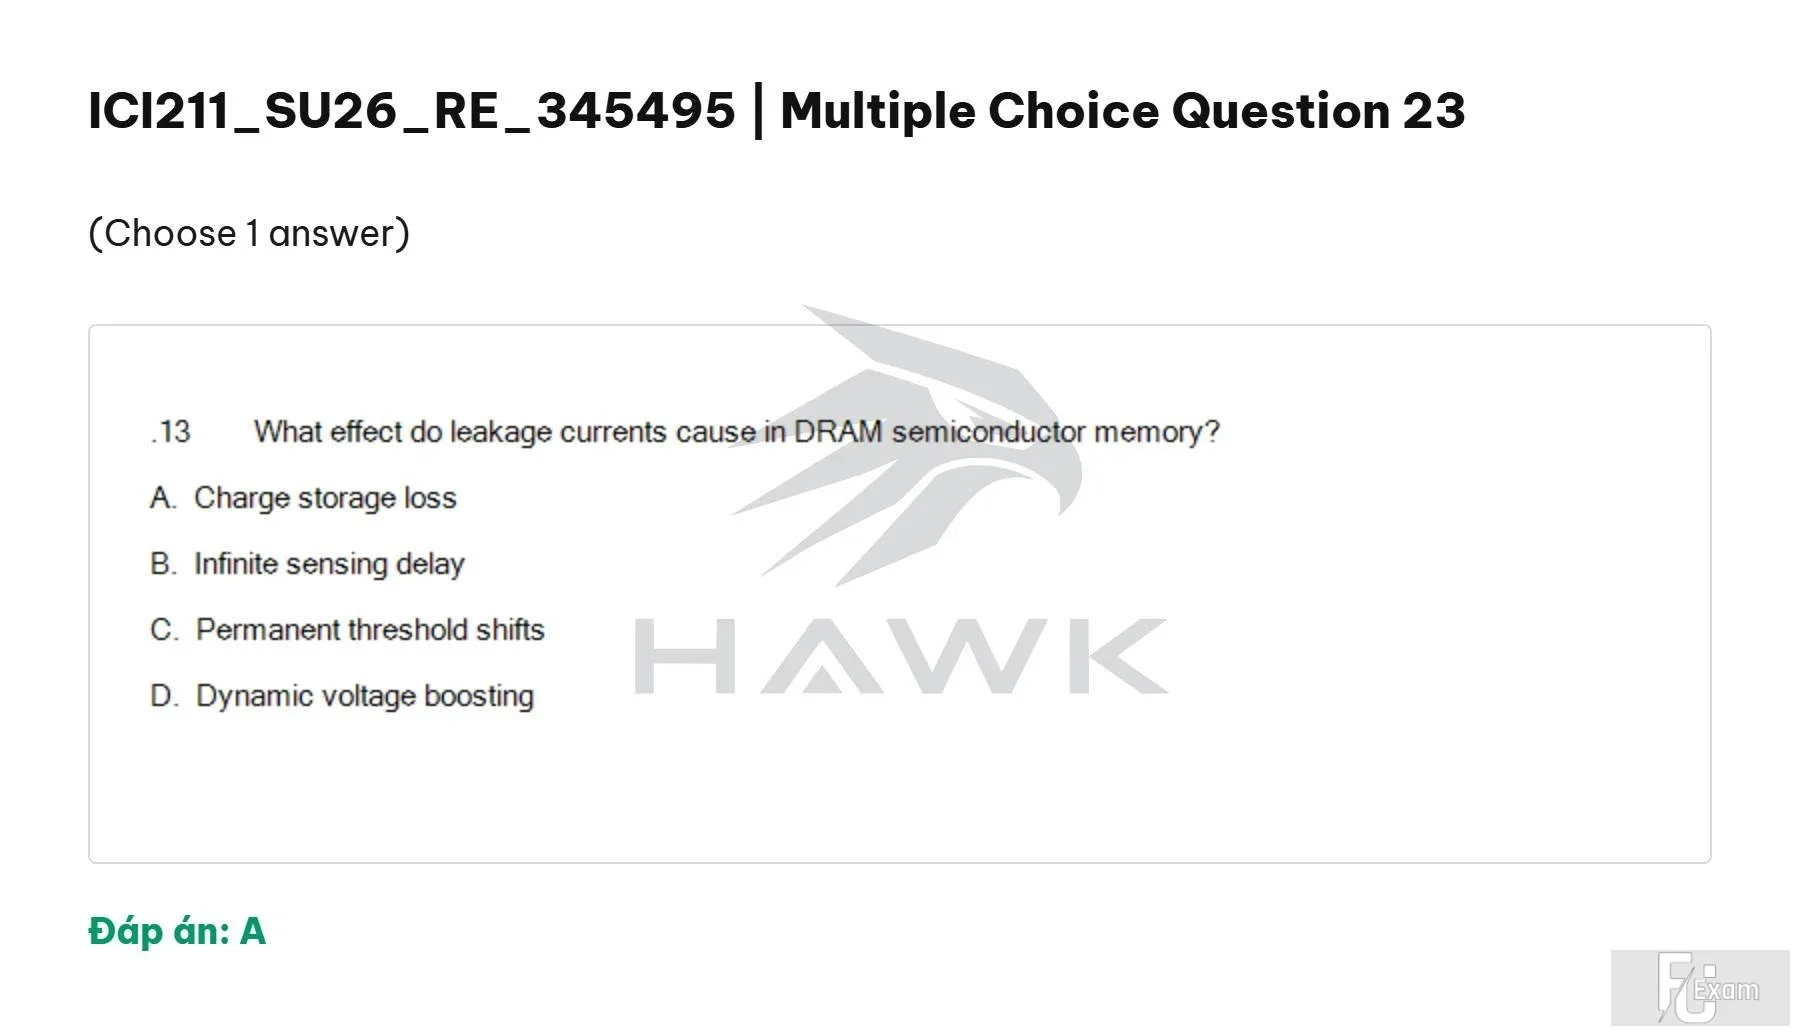 ICI211_SU26_RE_345495 | Multiple Choice Question 23
(Choose 1 answer)
.13 What effect do leakage currents cause in DRAM semiconductor memory?
A. Charge storage loss
B. Infinite sensing delay
C. Permanent threshold shifts
D. Dynamic voltage boosting
HAWK
Đáp án: A
FU Exam